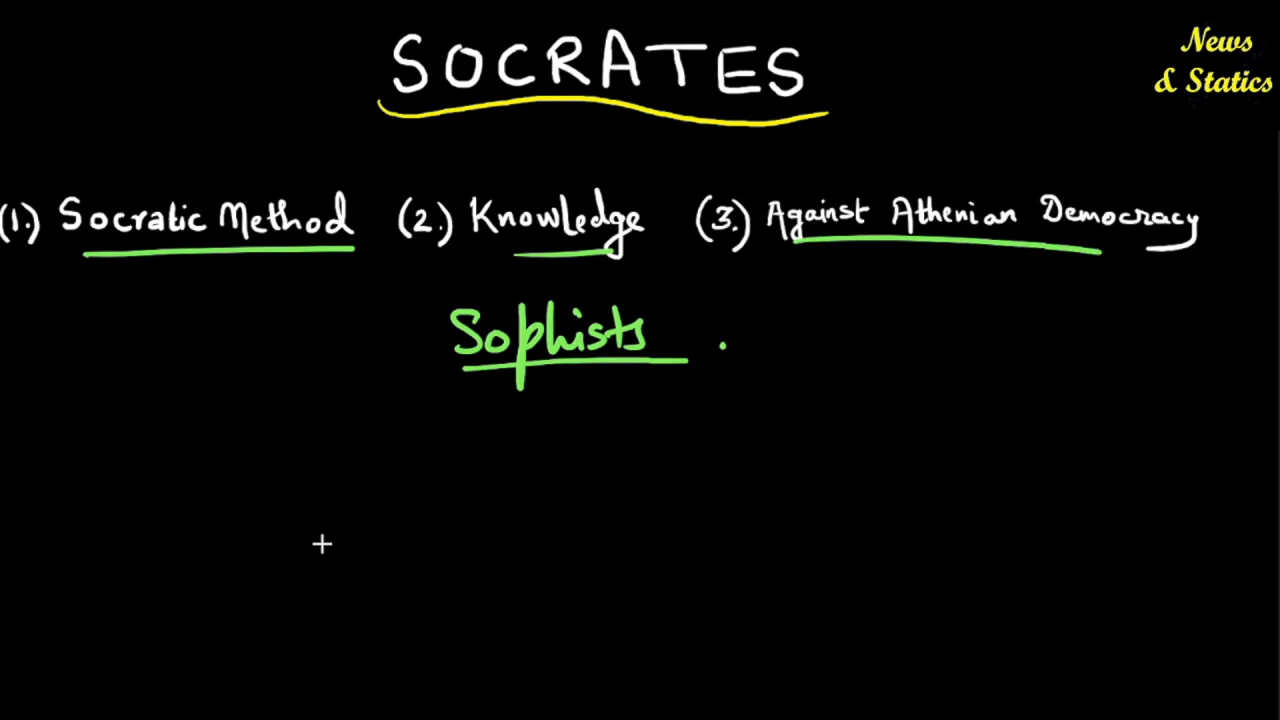 SOCRATES
News
& Statics
(1.) Socratic Method (2.) Knowledge (3.) Against Athenian Democracy
Sophists .